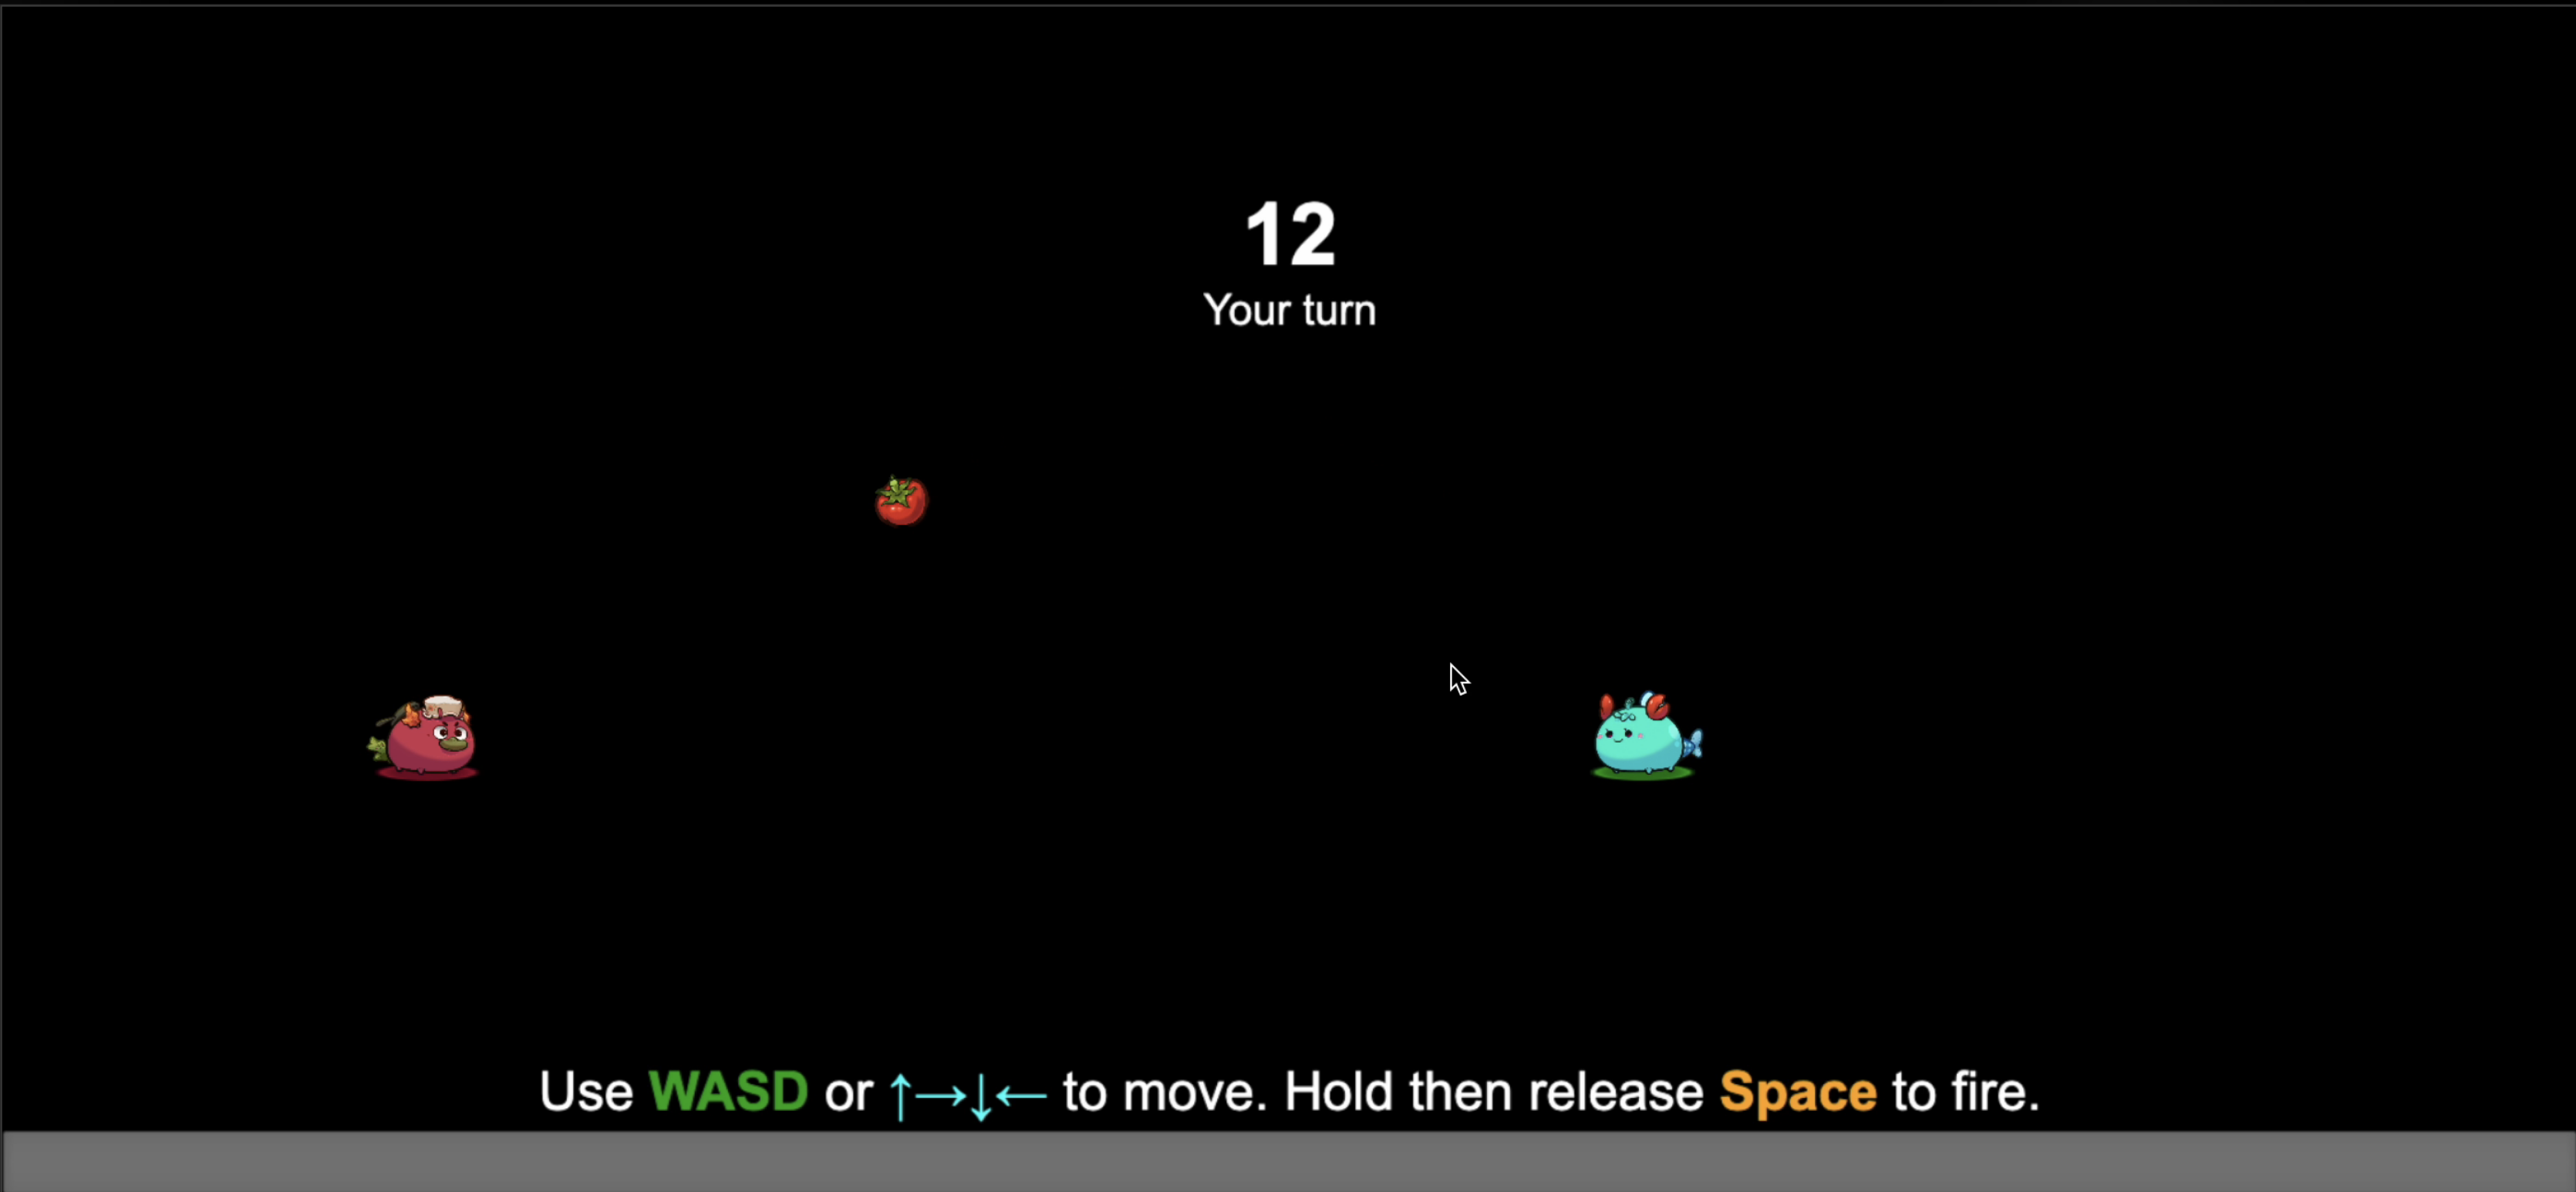 12
Your turn
Use WASD or ↑→↓← to move. Hold then release Space to fire.